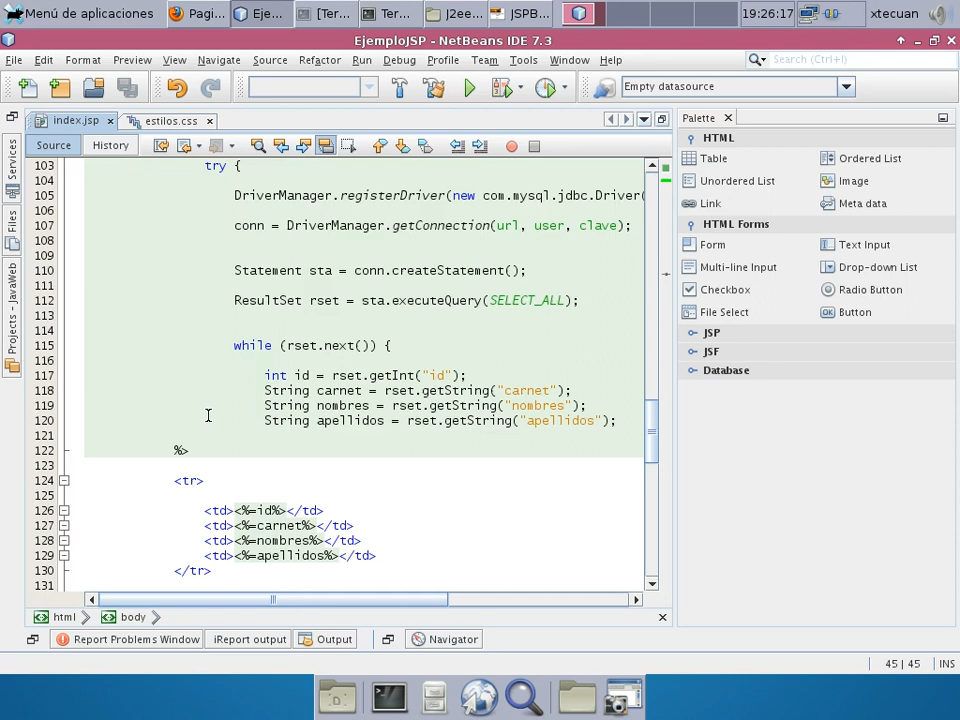 Menú de aplicaciones Pagi... Eje... [Ter... Ter... J2ee... JSPB... 19:26:17 xtecuan
EjemploJSP - NetBeans IDE 7.3
File Edit Format Preview View Navigate Source Refactor Run Debug Profile Team Tools Window Help Search (Ctrl+I)
Empty datasource
index.jsp estilos.css
Source History
103 try {
104
105 DriverManager.registerDriver(new com.mysql.jdbc.Driver(
106
107 conn = DriverManager.getConnection(url, user, clave);
108
109
110 Statement sta = conn.createStatement();
111
112 ResultSet rset = sta.executeQuery(SELECT_ALL);
113
114
115 while (rset.next()) {
116
117 int id = rset.getInt("id");
118 String carnet = rset.getString("carnet");
119 String nombres = rset.getString("nombres");
120 String apellidos = rset.getString("apellidos");
121
122 %>
123
124 <tr>
125
126 <td><%=id%></td>
127 <td><%=carnet%></td>
128 <td><%=nombres%></td>
129 <td><%=apellidos%></td>
130 </tr>
131
html body
Services
Files
Projects - JavaWeb
Palette
HTML
Table Ordered List
Unordered List Image
Link Meta data
HTML Forms
Form Text Input
Multi-line Input Drop-down List
Checkbox Radio Button
File Select Button
JSP
JSF
Database
Report Problems Window iReport output Output Navigator
45 | 45 INS